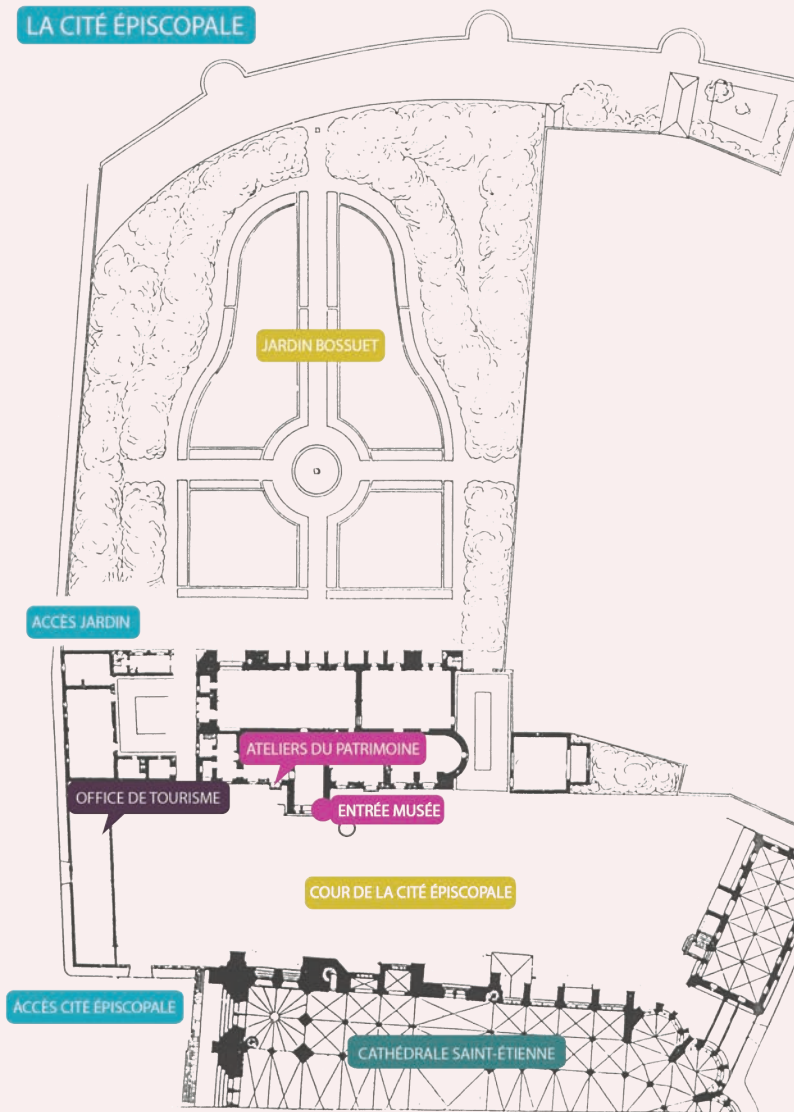 LA CITÉ ÉPISCOPALE
JARDIN BOSSUET
ACCÈS JARDIN
ATELIERS DU PATRIMOINE
OFFICE DE TOURISME
ENTRÉE MUSÉE
COUR DE LA CITÉ ÉPISCOPALE
ACCÈS CITÉ ÉPISCOPALE
CATHÉDRALE SAINT-ÉTIENNE